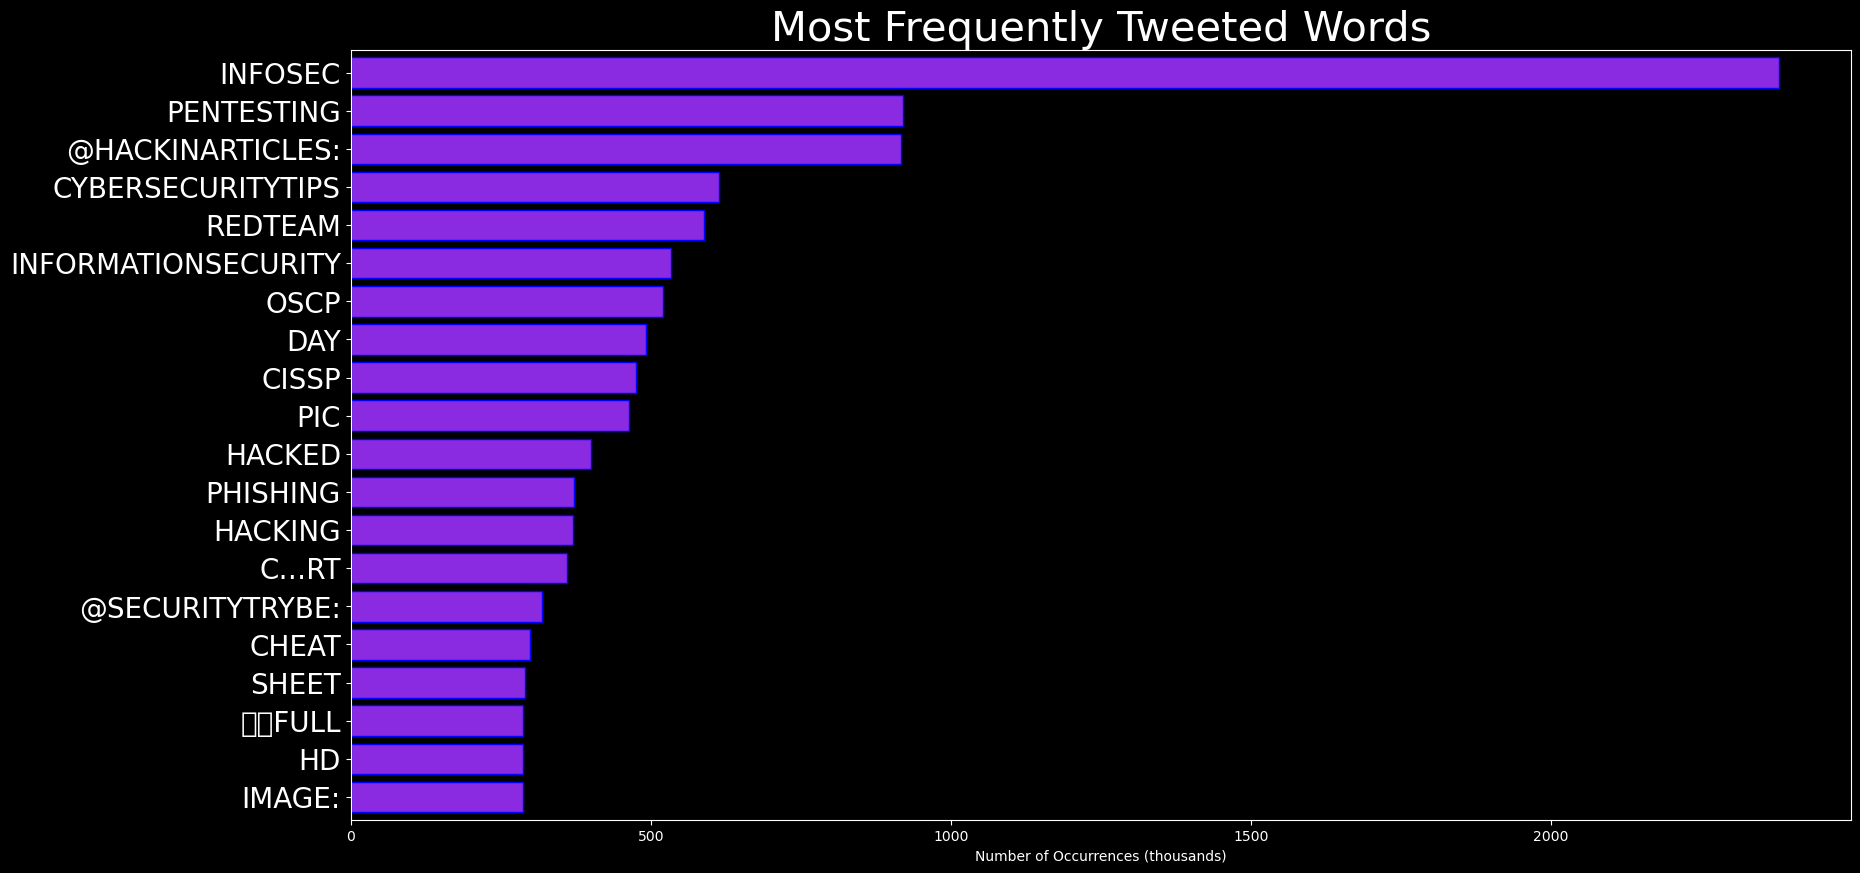 Most Frequently Tweeted Words
INFOSEC
PENTESTING
@HACKINARTICLES:
CYBERSECURITYTIPS
REDTEAM
INFORMATIONSECURITY
OSCP
DAY
CISSP
PIC
HACKED
PHISHING
HACKING
C…RT
@SECURITYTRYBE:
CHEAT
SHEET
FULL
HD
IMAGE:
0 500 1000 1500 2000
Number of Occurrences (thousands)